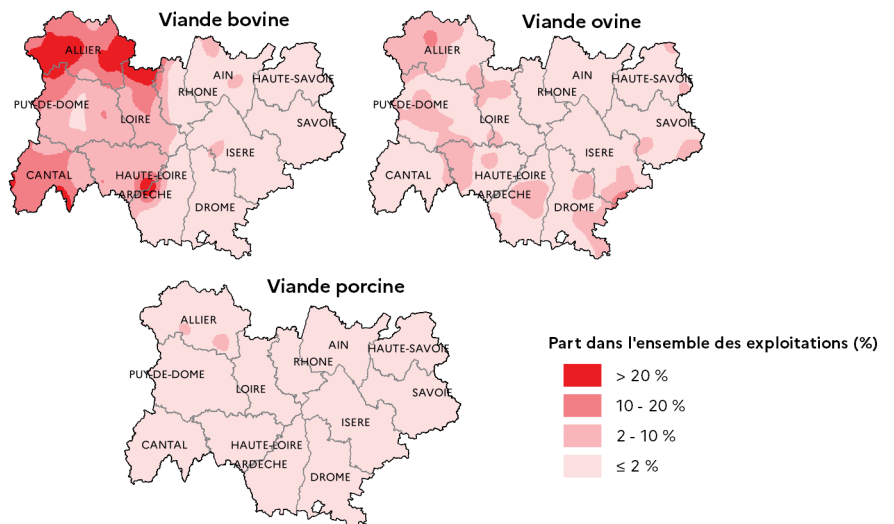 Viande bovine
ALLIER
AIN
HAUTE-SAVOIE
RHONE
PUY-DE-DOME
LOIRE
SAVOIE
ISERE
CANTAL
HAUTE-LOIRE
ARDECHE
DROME
Viande ovine
ALLIER
AIN
HAUTE-SAVOIE
RHONE
PUY-DE-DOME
LOIRE
SAVOIE
ISERE
CANTAL
HAUTE-LOIRE
ARDECHE
DROME
Viande porcine
ALLIER
AIN
HAUTE-SAVOIE
RHONE
PUY-DE-DOME
LOIRE
SAVOIE
ISERE
CANTAL
HAUTE-LOIRE
ARDECHE
DROME
Part dans l'ensemble des exploitations (%)
> 20 %
10 - 20 %
2 - 10 %
≤ 2 %